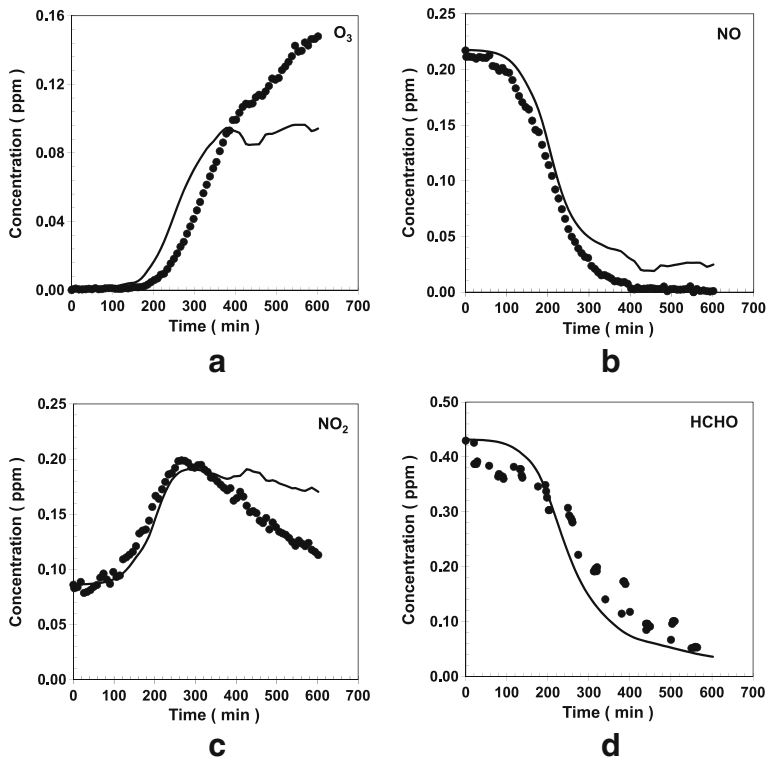 O3
Concentration ( ppm )
0.16
0.12
0.08
0.04
0.00
0 100 200 300 400 500 600 700
Time ( min )
a
NO
Concentration ( ppm )
0.25
0.20
0.15
0.10
0.05
0.00
0 100 200 300 400 500 600 700
Time ( min )
b
NO2
Concentration ( ppm )
0.25
0.20
0.15
0.10
0.05
0.00
0 100 200 300 400 500 600 700
Time ( min )
c
HCHO
Concentration ( ppm )
0.50
0.40
0.30
0.20
0.10
0.00
0 100 200 300 400 500 600 700
Time ( min )
d